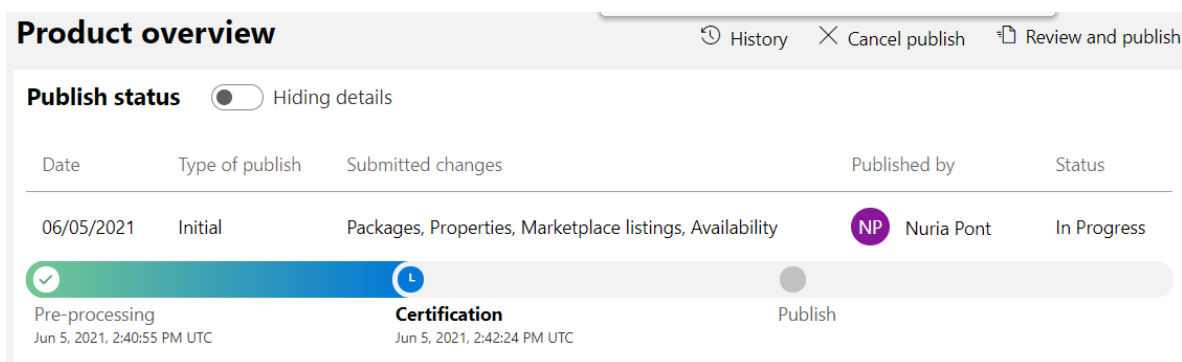 Product overview
History Cancel publish Review and publish
Publish status Hiding details
Date Type of publish Submitted changes Published by Status
06/05/2021 Initial Packages, Properties, Marketplace listings, Availability NP Nuria Pont In Progress
Pre-processing Certification Publish
Jun 5, 2021, 2:40:55 PM UTC Jun 5, 2021, 2:42:24 PM UTC